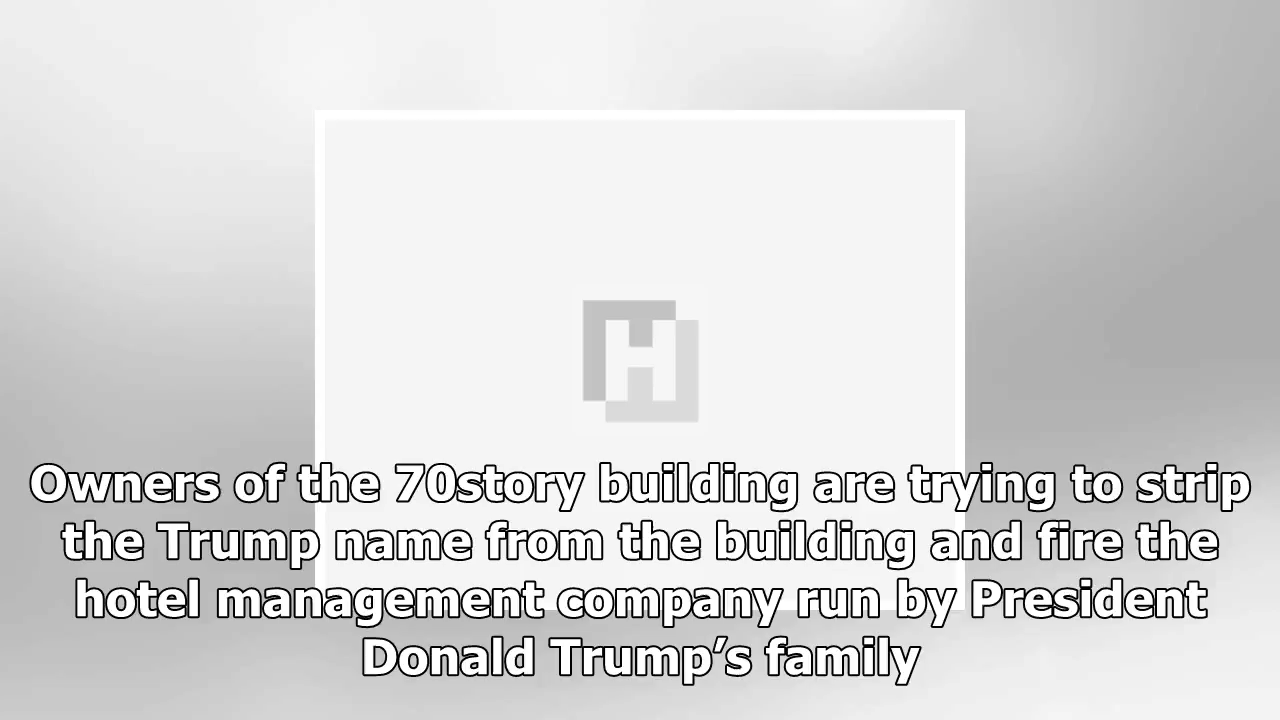 H
Owners of the 70story building are trying to strip
the Trump name from the building and fire the
hotel management company run by President
Donald Trump’s family